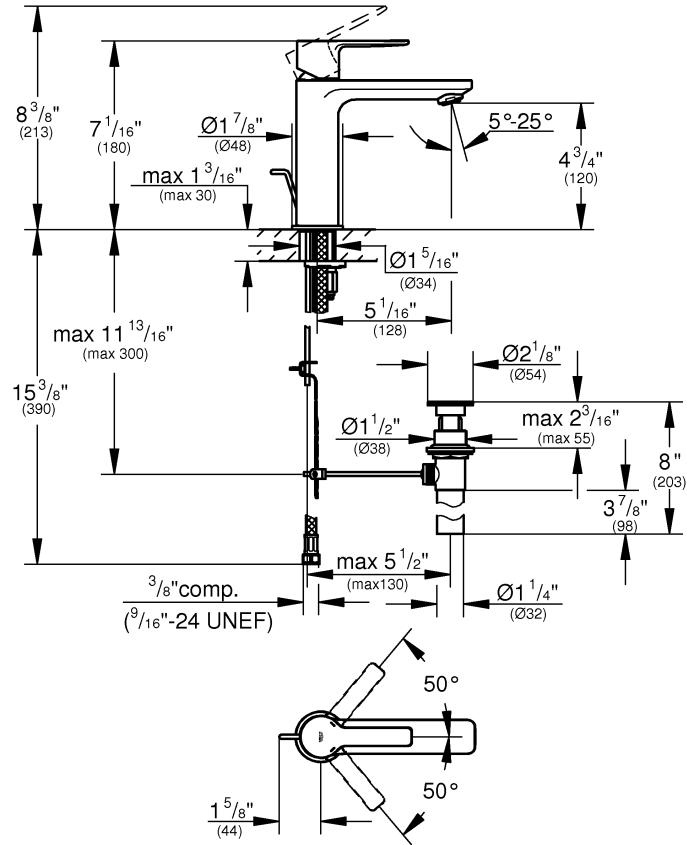 8 3/8"
(213)
7 1/16"
(180)
Ø1 7/8"
(Ø48)
5°-25°
4 3/4"
(120)
max 1 3/16"
(max 30)
Ø1 5/16"
(Ø34)
5 1/16"
(128)
max 11 13/16"
(max 300)
15 3/8"
(390)
Ø2 1/8"
(Ø54)
Ø1 1/2"
(Ø38)
max 2 3/16"
(max 55)
8"
(203)
3 7/8"
(98)
max 5 1/2"
(max130)
3/8"comp.
(9/16"-24 UNEF)
Ø1 1/4"
(Ø32)
50°
50°
1 5/8"
(44)